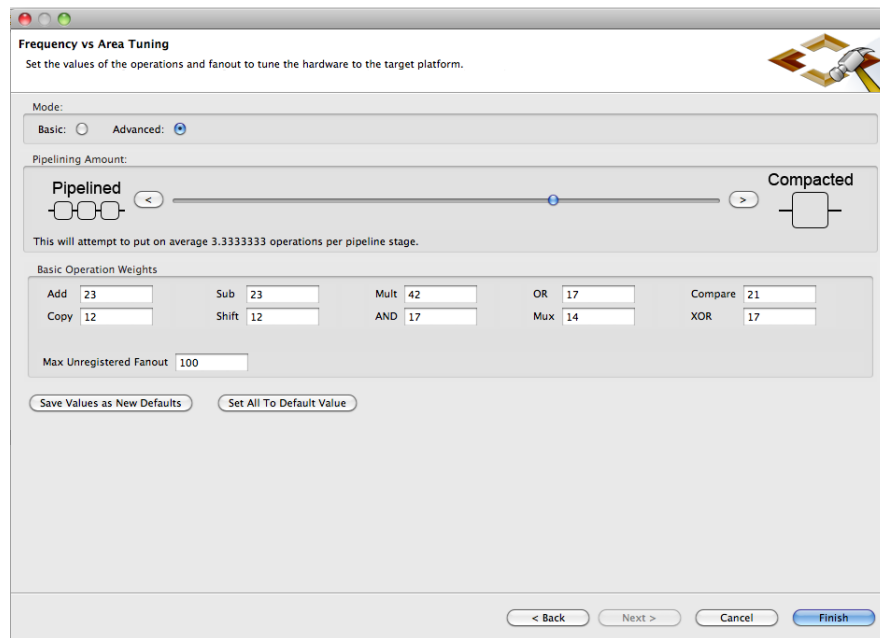 Frequency vs Area Tuning
Set the values of the operations and fanout to tune the hardware to the target platform.
Mode:
Basic: Advanced:
Pipelining Amount:
Pipelined < > Compacted
This will attempt to put on average 3.3333333 operations per pipeline stage.
Basic Operation Weights
Add 23 Sub 23 Mult 42 OR 17 Compare 21
Copy 12 Shift 12 AND 17 Mux 14 XOR 17
Max Unregistered Fanout 100
Save Values as New Defaults Set All To Default Value
< Back Next > Cancel Finish